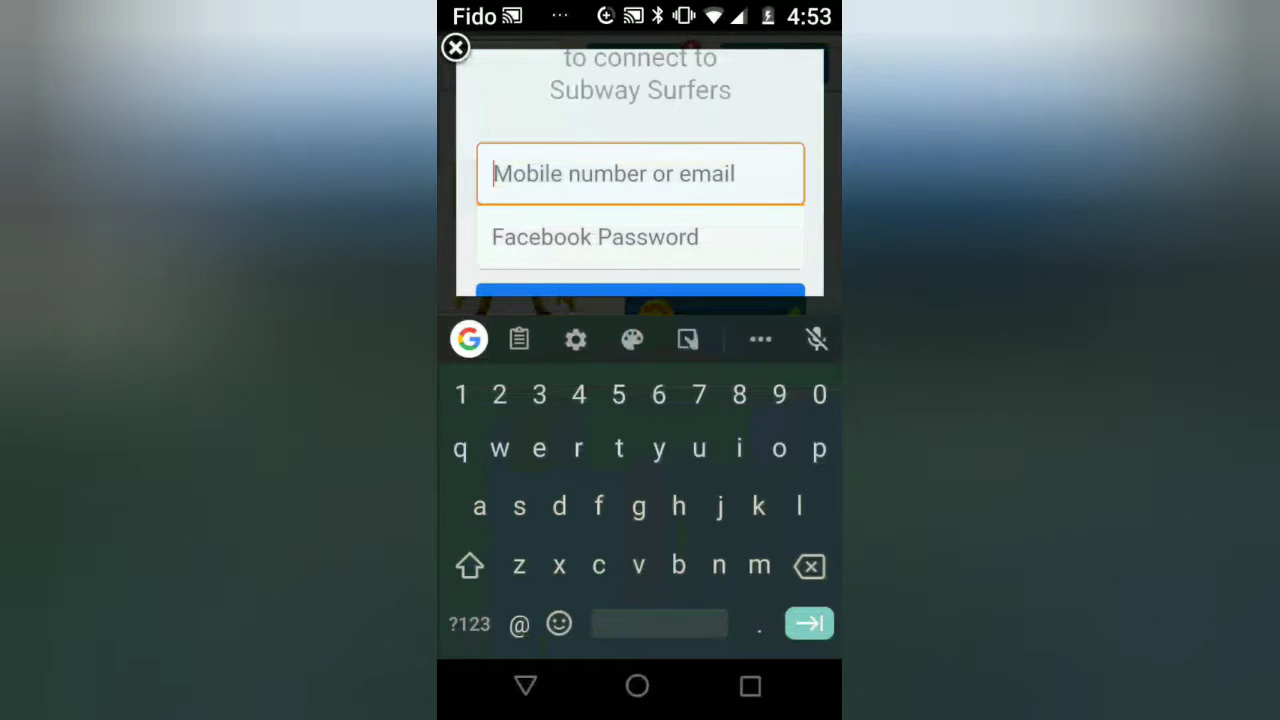 Fido ... 4:53
to connect to
Subway Surfers
Mobile number or email
Facebook Password
G
1 2 3 4 5 6 7 8 9 0
q w e r t y u i o p
a s d f g h j k l
z x c v b n m
?123 @ .